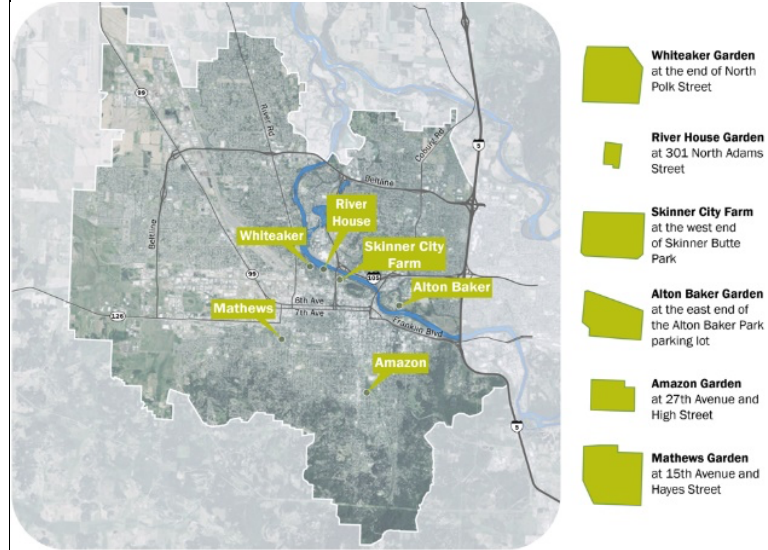 99
River Rd
Coburg Rd
5
Beltline
Beltline
River
House
Whiteaker
Skinner City
Farm
99
105
Alton Baker
Mathews
6th Ave
7th Ave
126
Franklin Blvd
Amazon
5
Whiteaker Garden
at the end of North
Polk Street
River House Garden
at 301 North Adams
Street
Skinner City Farm
at the west end
of Skinner Butte
Park
Alton Baker Garden
at the east end of
the Alton Baker Park
parking lot
Amazon Garden
at 27th Avenue and
High Street
Mathews Garden
at 15th Avenue and
Hayes Street